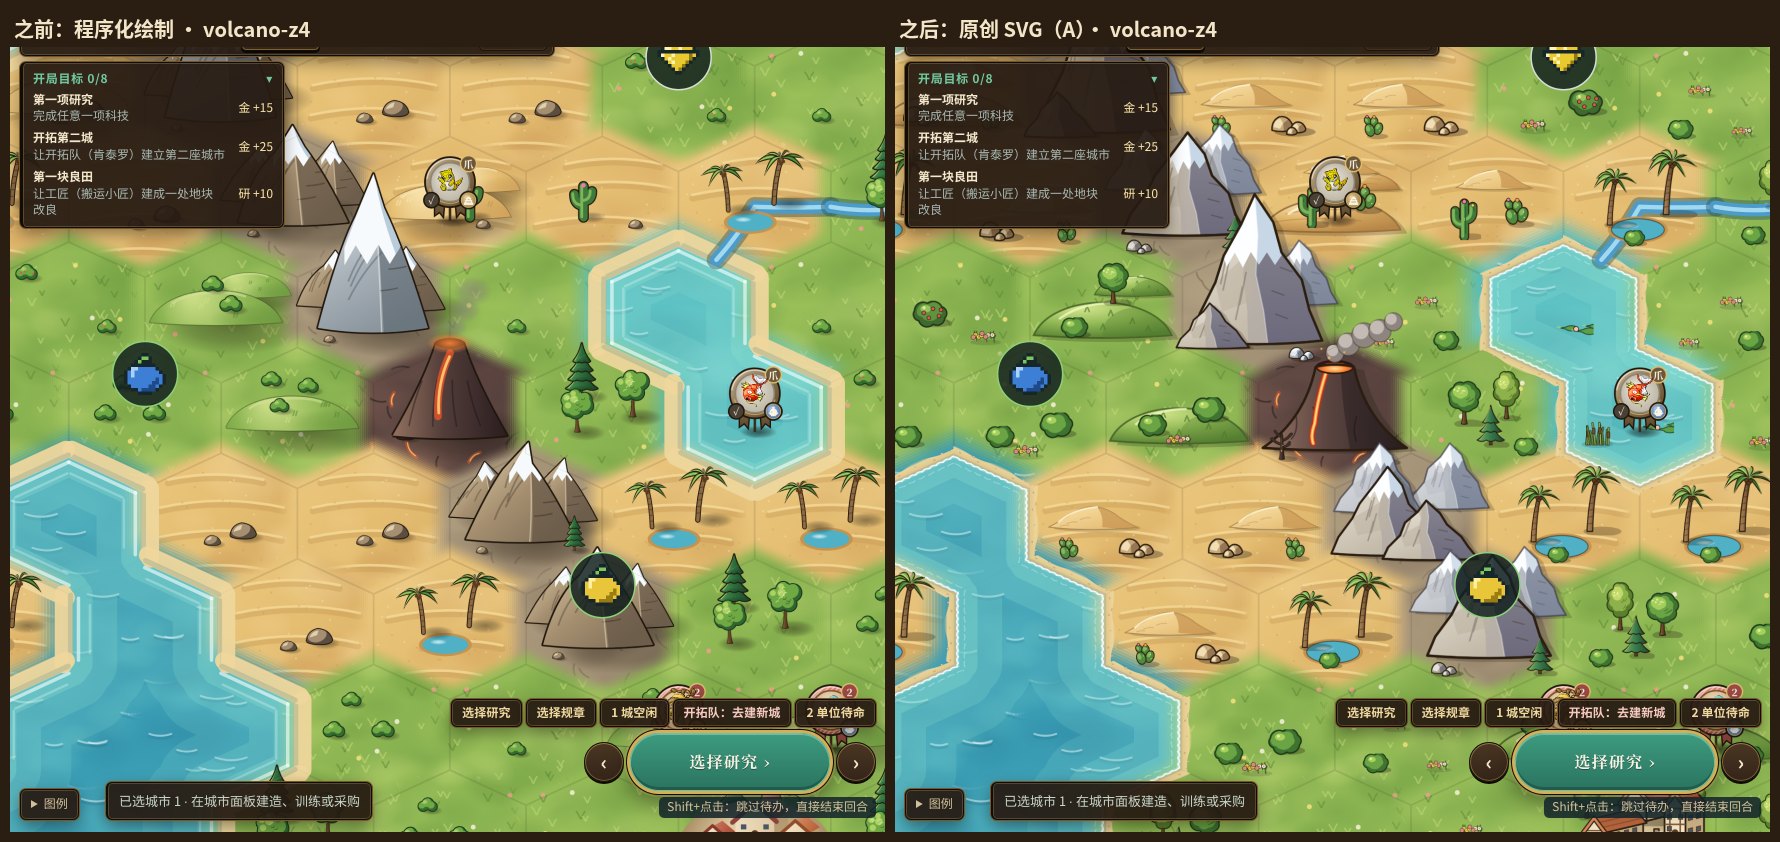 之前：程序化绘制 · volcano-z4
开局目标 0/8
▼
第一项研究
完成任意一项科技
金 +15
开拓第二城
让开拓队（肯泰罗）建立第二座城市
金 +25
第一块良田
让工匠（搬运小匠）建成一处地块
改良
研 +10
爪
爪
2
2
选择研究
选择规章
1 城空闲
开拓队：去建新城
2 单位待命
‹
选择研究 ›
›
▶ 图例
已选城市 1 · 在城市面板建造、训练或采购
Shift+点击：跳过待办，直接结束回合
之后：原创 SVG（A）· volcano-z4
开局目标 0/8
▼
第一项研究
完成任意一项科技
金 +15
开拓第二城
让开拓队（肯泰罗）建立第二座城市
金 +25
第一块良田
让工匠（搬运小匠）建成一处地块
改良
研 +10
爪
爪
2
2
选择研究
选择规章
1 城空闲
开拓队：去建新城
2 单位待命
‹
选择研究 ›
›
▶ 图例
已选城市 1 · 在城市面板建造、训练或采购
Shift+点击：跳过待办，直接结束回合